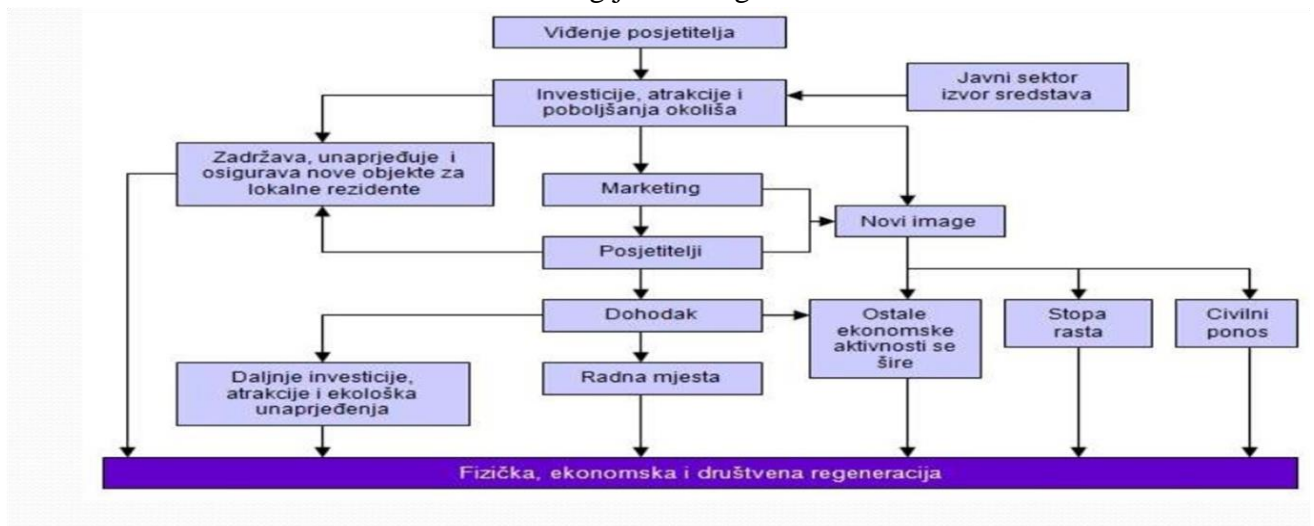 Viđenje posjetitelja
Javni sektor
izvor sredstava
Investicije, atrakcije i
poboljšanja okoliša
Zadržava, unaprjeđuje i
osigurava nove objekte za
lokalne rezidente
Marketing
Novi image
Posjetitelji
Dohodak
Ostale
ekonomske
aktivnosti se
šire
Stopa
rasta
Civilni
ponos
Daljnje investicije,
atrakcije i ekološka
unaprjeđenja
Radna mjesta
Fizička, ekonomska i društvena regeneracija